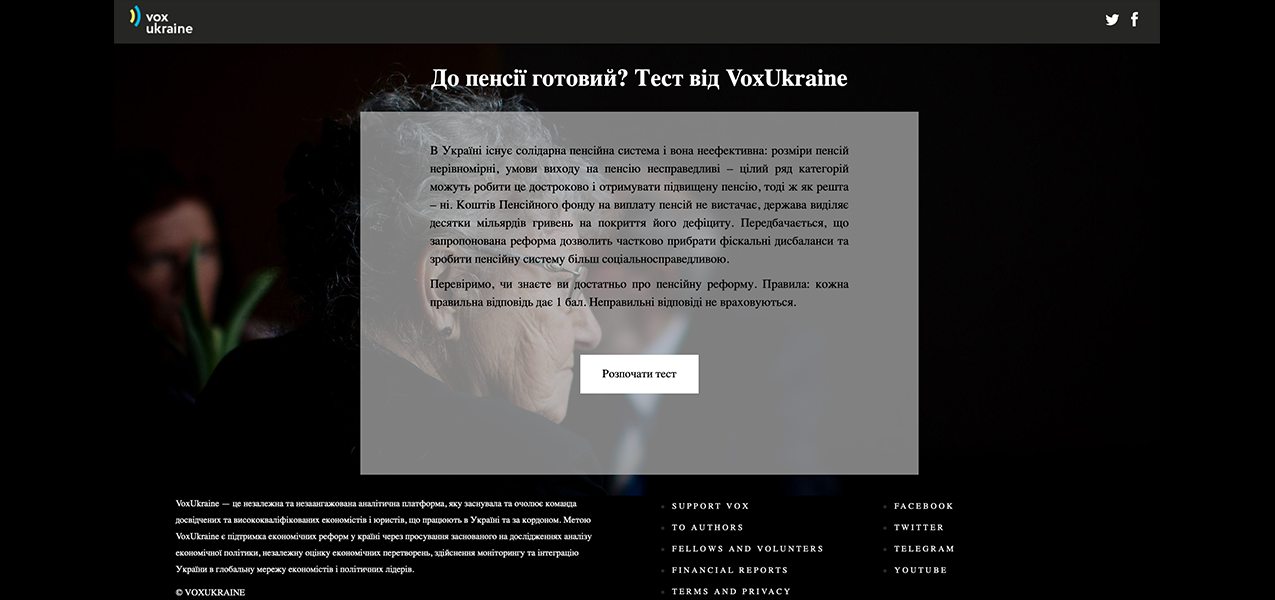 vox
ukraine
До пенсії готовий? Тест від VoxUkraine
В Україні існує солідарна пенсійна система і вона неефективна: розміри пенсій
нерівномірні, умови виходу на пенсію несправедливі – цілий ряд категорій
можуть робити це достроково і отримувати підвищену пенсію, тоді ж як решта
– ні. Коштів Пенсійного фонду на виплату пенсій не вистачає, держава виділяє
десятки мільярдів гривень на покриття його дефіциту. Передбачається, що
запропонована реформа дозволить частково прибрати фіскальні дисбаланси та
зробити пенсійну систему більш соціальносправедливою.
Перевіримо, чи знаєте ви достатньо про пенсійну реформу. Правила: кожна
правильна відповідь дає 1 бал. Неправильні відповіді не враховуються.
Розпочати тест
VoxUkraine — це незалежна та незаангажована аналітична платформа, яку заснувала та очолює команда
досвідчених та висококваліфікованих економістів і юристів, що працюють в Україні та за кордоном. Метою
VoxUkraine є підтримка економічних реформ у країні через просування заснованого на дослідженнях аналізу
економічної політики, незалежну оцінку економічних перетворень, здійснення моніторингу та інтеграцію
України в глобальну мережу економістів і політичних лідерів.
© VOXUKRAINE
SUPPORT VOX
TO AUTHORS
FELLOWS AND VOLUNTERS
FINANCIAL REPORTS
TERMS AND PRIVACY
FACEBOOK
TWITTER
TELEGRAM
YOUTUBE